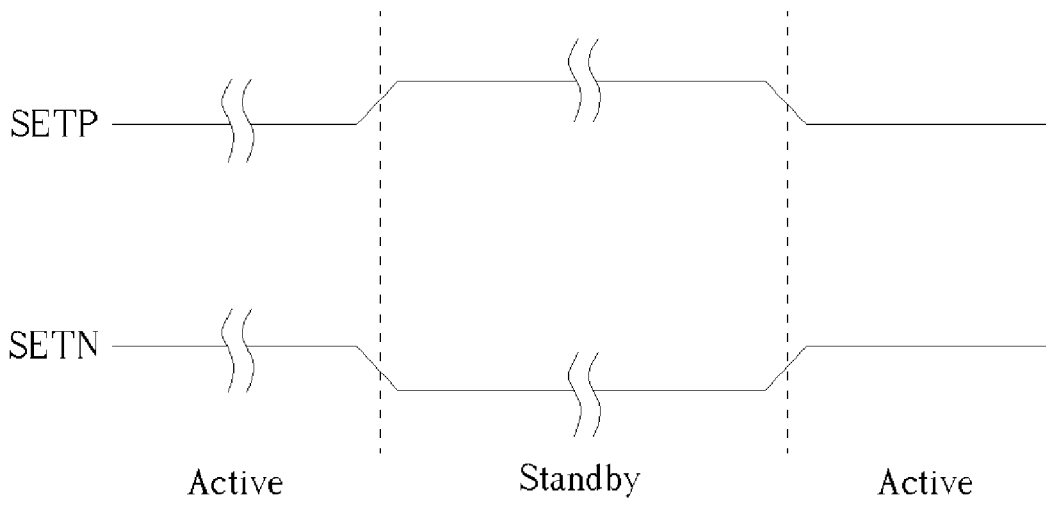 SETP
SETN
Active
Standby
Active